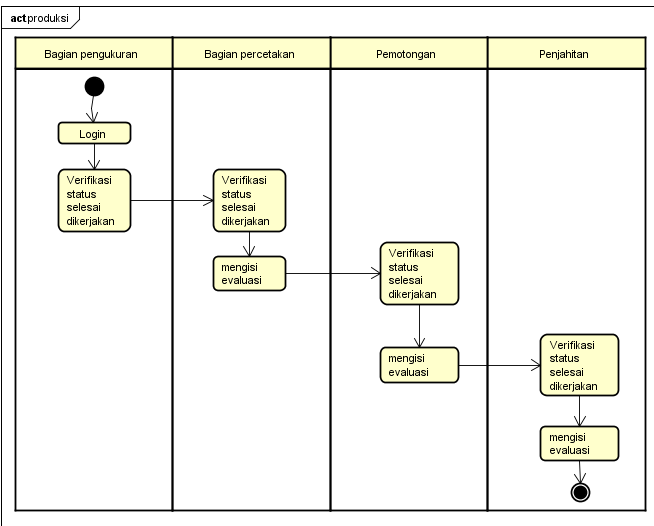 act produksi
Bagian pengukuran
Bagian percetakan
Pemotongan
Penjahitan
Login
Verifikasi
status
selesai
dikerjakan
Verifikasi
status
selesai
dikerjakan
mengisi
evaluasi
Verifikasi
status
selesai
dikerjakan
mengisi
evaluasi
Verifikasi
status
selesai
dikerjakan
mengisi
evaluasi